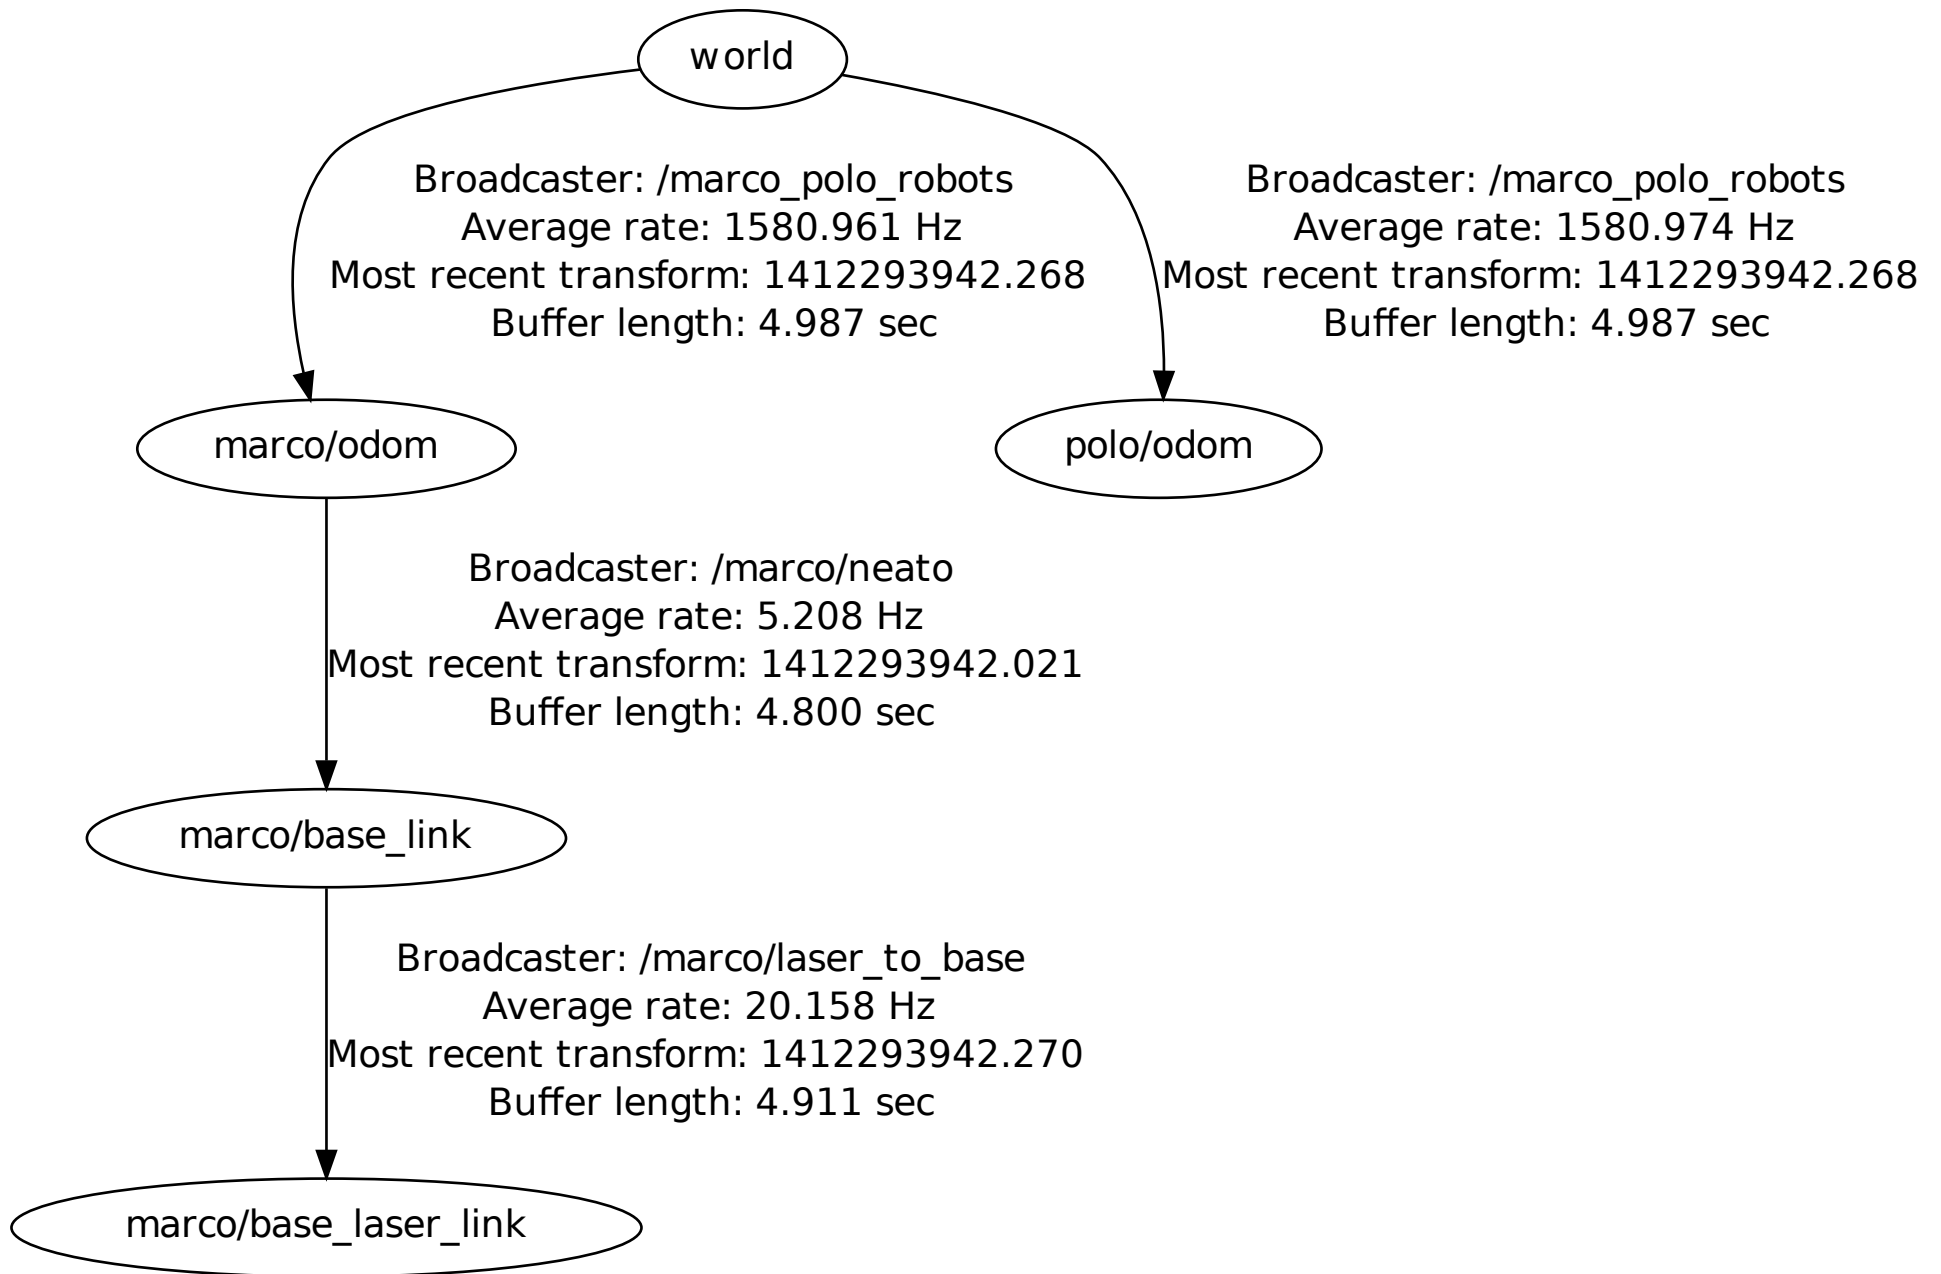 world
Broadcaster: /marco_polo_robots
Average rate: 1580.961 Hz
Most recent transform: 1412293942.268
Buffer length: 4.987 sec
Broadcaster: /marco_polo_robots
Average rate: 1580.974 Hz
Most recent transform: 1412293942.268
Buffer length: 4.987 sec
marco/odom
polo/odom
Broadcaster: /marco/neato
Average rate: 5.208 Hz
Most recent transform: 1412293942.021
Buffer length: 4.800 sec
marco/base_link
Broadcaster: /marco/laser_to_base
Average rate: 20.158 Hz
Most recent transform: 1412293942.270
Buffer length: 4.911 sec
marco/base_laser_link